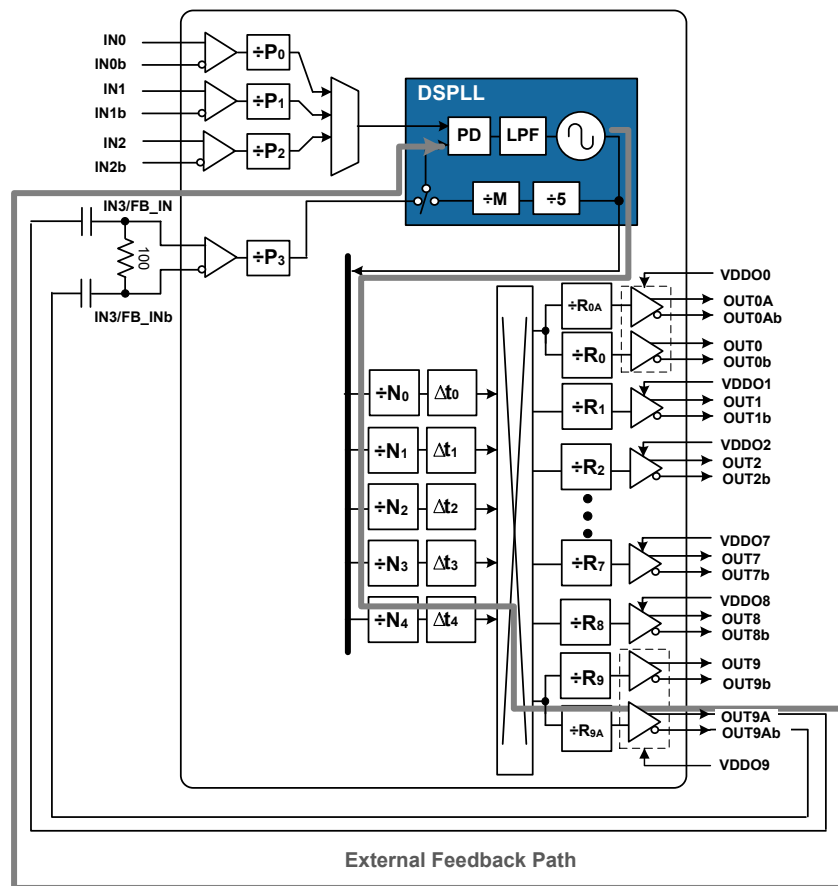 IN0
IN0b
÷P0
IN1
IN1b
÷P1
IN2
IN2b
÷P2
DSPLL
PD
LPF
÷M
÷5
IN3/FB_IN
100
÷P3
IN3/FB_INb
VDDO0
÷R0A
OUT0A
OUT0Ab
÷R0
OUT0
OUT0b
÷N0
Δt0
VDDO1
÷R1
OUT1
OUT1b
÷N1
Δt1
VDDO2
÷R2
OUT2
OUT2b
÷N2
Δt2
VDDO7
÷N3
Δt3
÷R7
OUT7
OUT7b
VDDO8
÷N4
Δt4
÷R8
OUT8
OUT8b
÷R9
OUT9
OUT9b
÷R9A
OUT9A
OUT9Ab
VDDO9
External Feedback Path